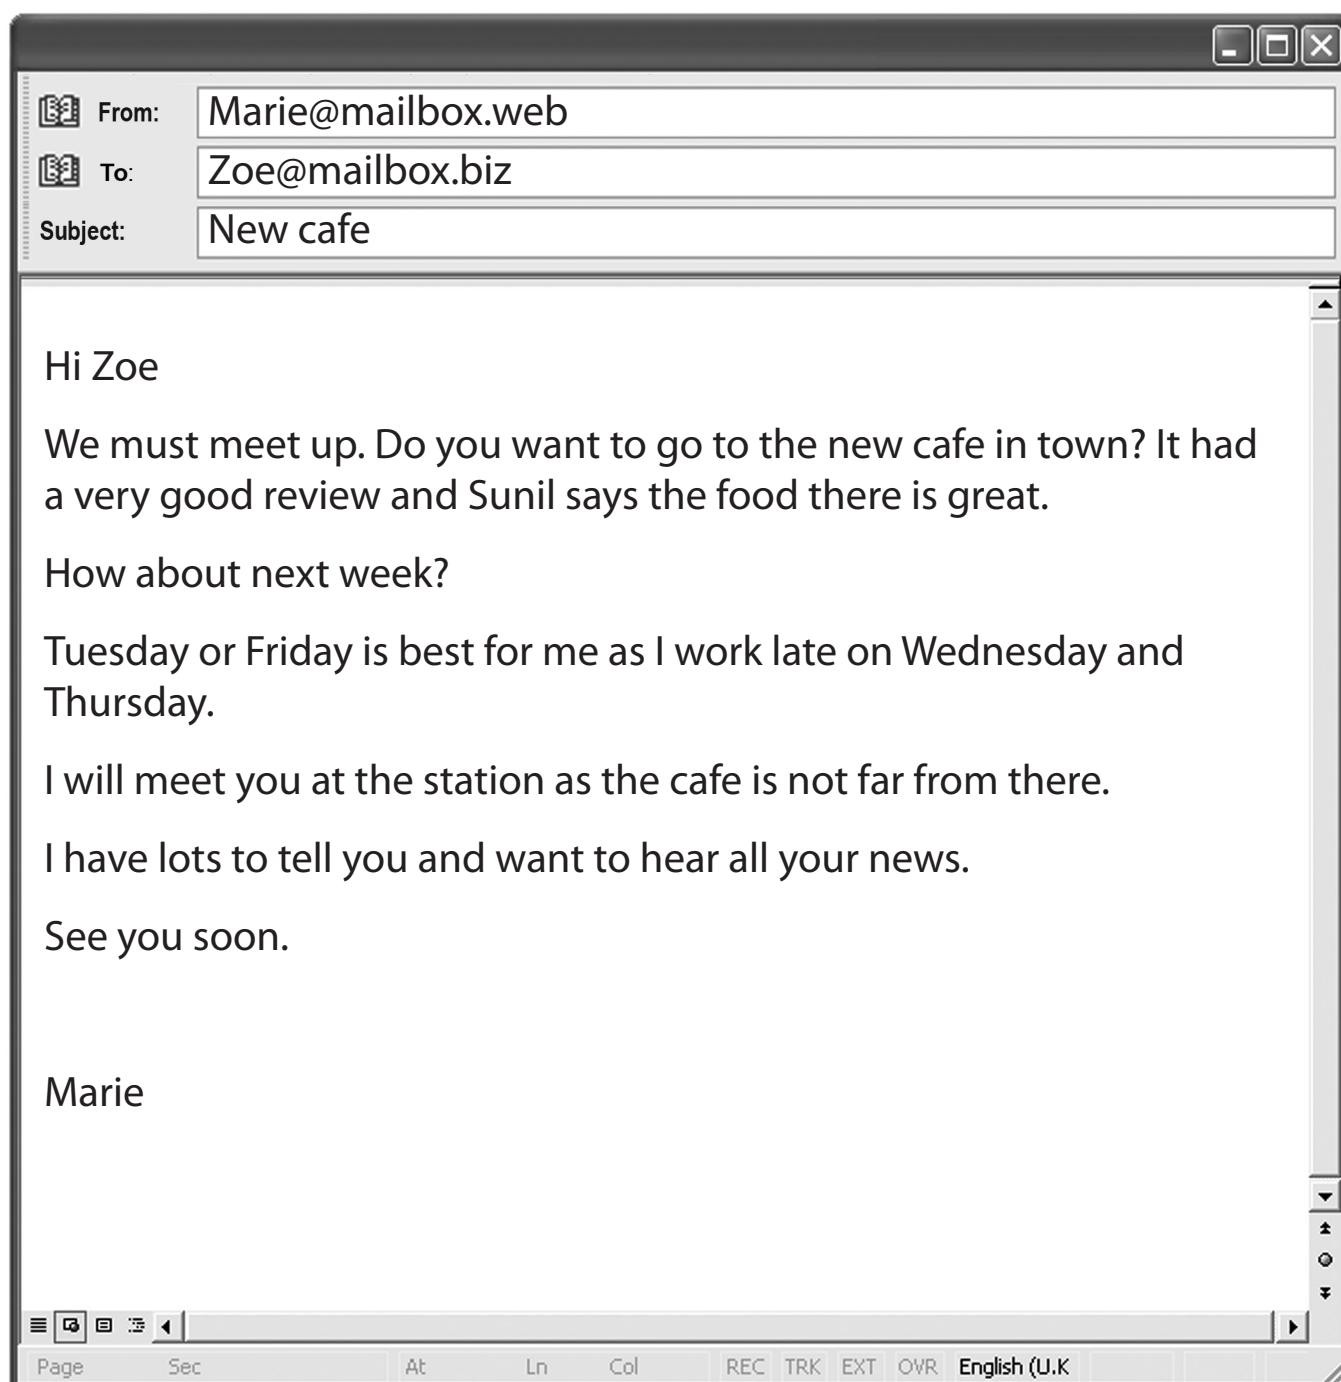 From: Marie@mailbox.web
To: Zoe@mailbox.biz
Subject: New cafe
Hi Zoe
We must meet up. Do you want to go to the new cafe in town? It had
a very good review and Sunil says the food there is great.
How about next week?
Tuesday or Friday is best for me as I work late on Wednesday and
Thursday.
I will meet you at the station as the cafe is not far from there.
I have lots to tell you and want to hear all your news.
See you soon.
Marie
Page Sec At Ln Col REC TRK EXT OVR English (U.K